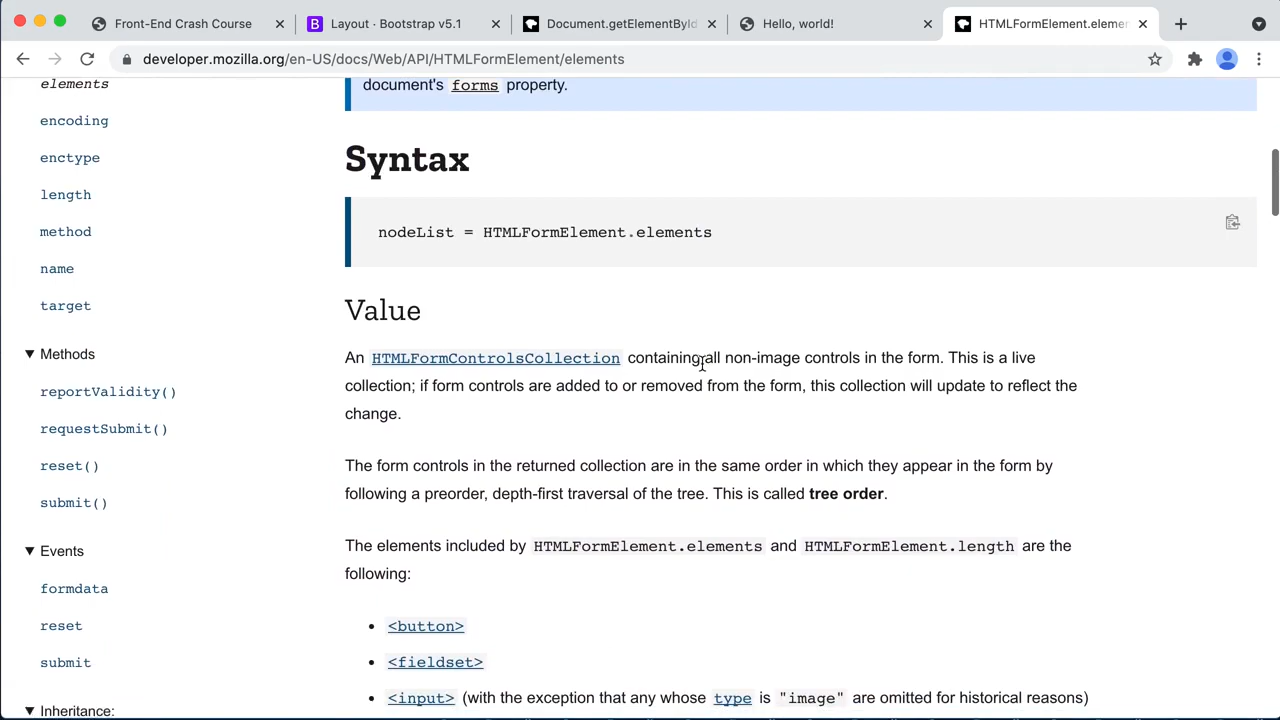 Front-End Crash Course
Layout · Bootstrap v5.1
Document.getElementById
Hello, world!
HTMLFormElement.elemen
developer.mozilla.org/en-US/docs/Web/API/HTMLFormElement/elements
elements
encoding
enctype
length
method
name
target
Methods
reportValidity()
requestSubmit()
reset()
submit()
Events
formdata
reset
submit
Inheritance:
document's forms property.
Syntax
nodeList = HTMLFormElement.elements
Value
An HTMLFormControlsCollection containing all non-image controls in the form. This is a live
collection; if form controls are added to or removed from the form, this collection will update to reflect the
change.
The form controls in the returned collection are in the same order in which they appear in the form by
following a preorder, depth-first traversal of the tree. This is called tree order.
The elements included by HTMLFormElement.elements and HTMLFormElement.length are the
following:
• <button>
• <fieldset>
• <input> (with the exception that any whose type is "image" are omitted for historical reasons)